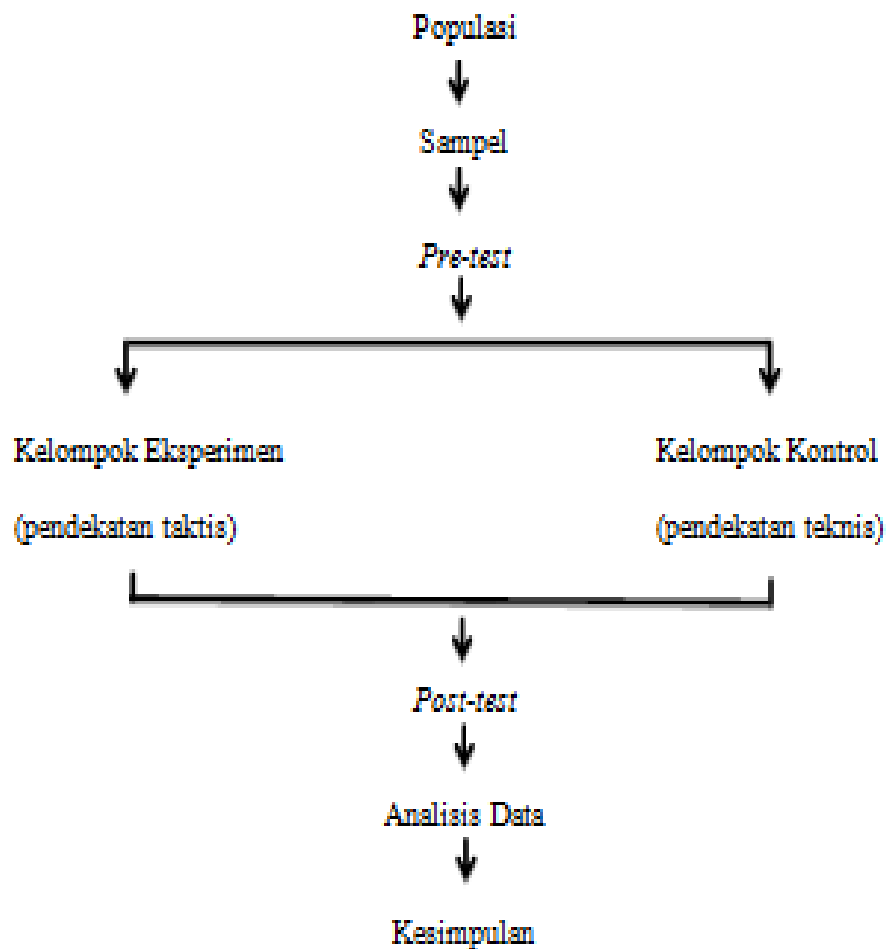 Populasi
Sampel
Pre-test
Kelompok Eksperimen
(pendekatan taktis)
Kelompok Kontrol
(pendekatan teknis)
Post-test
Analisis Data
Kesimpulan